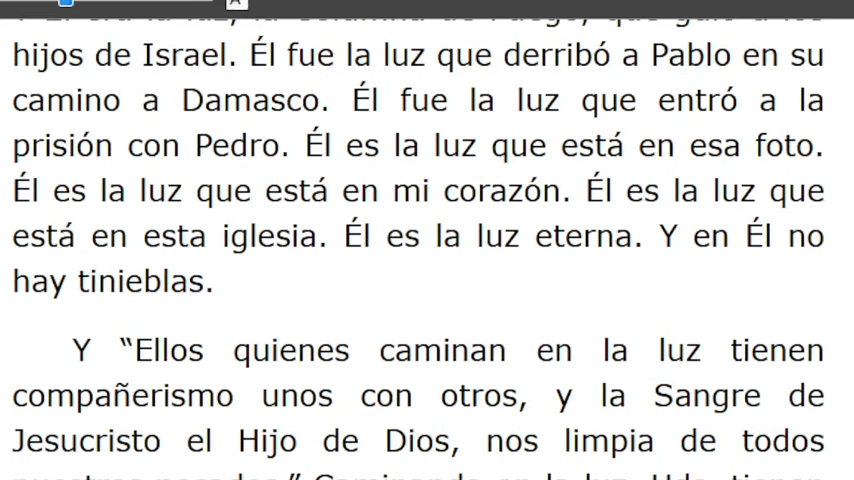 hijos de Israel. Él fue la luz que derribó a Pablo en su
camino a Damasco. Él fue la luz que entró a la
prisión con Pedro. Él es la luz que está en esa foto.
Él es la luz que está en mi corazón. Él es la luz que
está en esta iglesia. Él es la luz eterna. Y en Él no
hay tinieblas.
Y “Ellos quienes caminan en la luz tienen
compañerismo unos con otros, y la Sangre de
Jesucristo el Hijo de Dios, nos limpia de todos